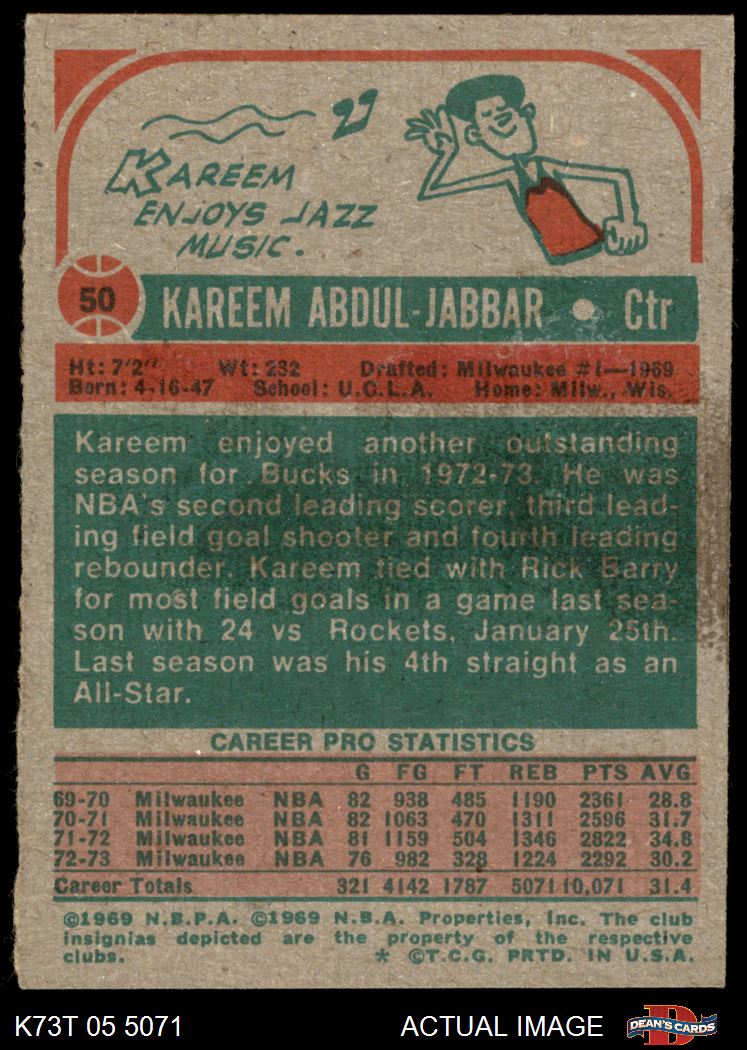 KAREEM
ENJOYS JAZZ
MUSIC.
50 KAREEM ABDUL-JABBAR Ctr
Ht: 7'2" Wt: 232 Drafted: Milwaukee #1—1969
Born: 4-16-47 School: U.C.L.A. Home: Milw., Wis.
Kareem enjoyed another outstanding
season for Bucks in 1972-73. He was
NBA's second leading scorer, third lead-
ing field goal shooter and fourth leading
rebounder. Kareem tied with Rick Barry
for most field goals in a game last sea-
son with 24 vs Rockets, January 25th.
Last season was his 4th straight as an
All-Star.
CAREER PRO STATISTICS
G FG FT REB PTS AVG
69-70 Milwaukee NBA 82 938 485 1190 2361 28.8
70-71 Milwaukee NBA 82 1063 470 1311 2596 31.7
71-72 Milwaukee NBA 81 1159 504 1346 2822 34.8
72-73 Milwaukee NBA 76 982 328 1224 2292 30.2
Career Totals 321 4142 1787 5071 10,071 31.4
©1969 N.B.P.A. ©1969 N.B.A. Properties, Inc. The club
insignias depicted are the property of the respective
clubs. * ©T.C.G. PRTD. IN U.S.A.
K73T 05 5071 ACTUAL IMAGE DEAN'S CARDS